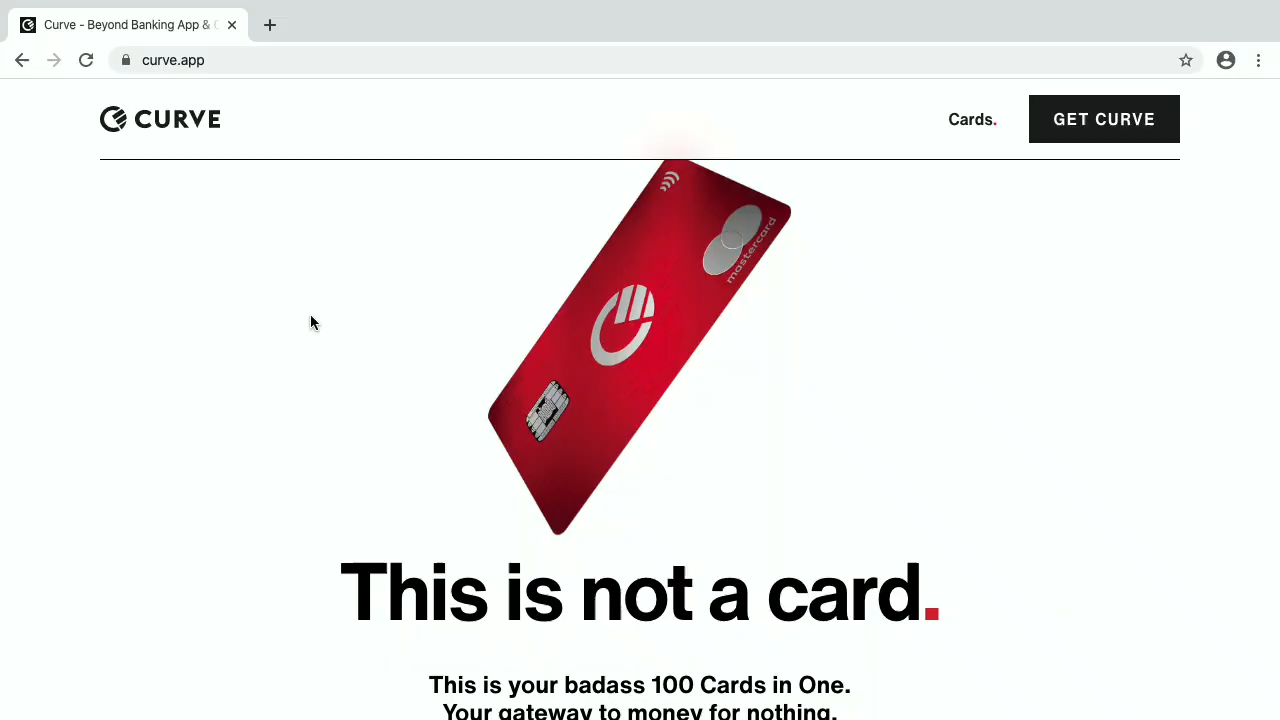 Curve - Beyond Banking App &
curve.app
CURVE
Cards.
GET CURVE
mastercard
This is not a card.
This is your badass 100 Cards in One.
Your gateway to money for nothing.